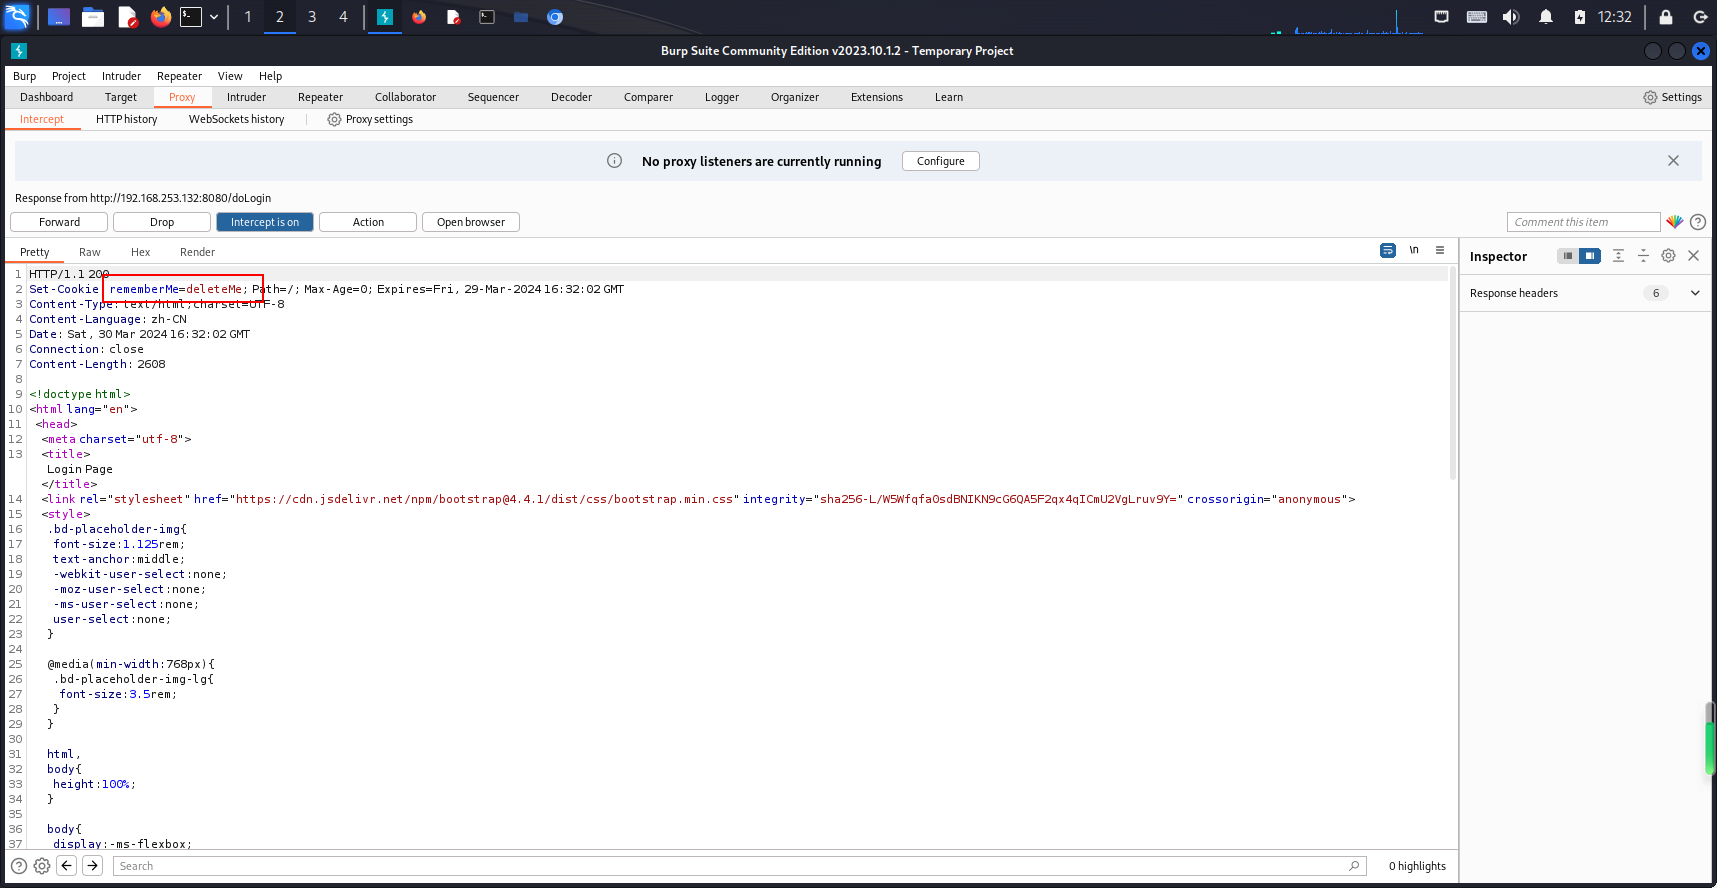 1 2 3 4 12:32
Burp Suite Community Edition v2023.10.1.2 - Temporary Project
Burp Project Intruder Repeater View Help
Dashboard Target Proxy Intruder Repeater Collaborator Sequencer Decoder Comparer Logger Organizer Extensions Learn Settings
Intercept HTTP history WebSockets history Proxy settings
No proxy listeners are currently running Configure
Response from http://192.168.253.132:8080/doLogin
Forward Drop Intercept is on Action Open browser Comment this item
Pretty Raw Hex Render \n
Inspector
Response headers 6
1 HTTP/1.1 200
2 Set-Cookie: rememberMe=deleteMe; Path=/; Max-Age=0; Expires=Fri, 29-Mar-2024 16:32:02 GMT
3 Content-Type: text/html;charset=UTF-8
4 Content-Language: zh-CN
5 Date: Sat, 30 Mar 2024 16:32:02 GMT
6 Connection: close
7 Content-Length: 2608
8
9 <!doctype html>
10 <html lang="en">
11 <head>
12 <meta charset="utf-8">
13 <title>
Login Page
</title>
14 <link rel="stylesheet" href="https://cdn.jsdelivr.net/npm/bootstrap@4.4.1/dist/css/bootstrap.min.css" integrity="sha256-L/W5Wfqfa0sdBNIKN9cG6QA5F2qx4qICmU2VgLruv9Y=" crossorigin="anonymous">
15 <style>
16 .bd-placeholder-img{
17 font-size:1.125rem;
18 text-anchor:middle;
19 -webkit-user-select:none;
20 -moz-user-select:none;
21 -ms-user-select:none;
22 user-select:none;
23 }
24
25 @media(min-width:768px){
26 .bd-placeholder-img-lg{
27 font-size:3.5rem;
28 }
29 }
30
31 html,
32 body{
33 height:100%;
34 }
35
36 body{
37 display:-ms-flexbox;
Search 0 highlights